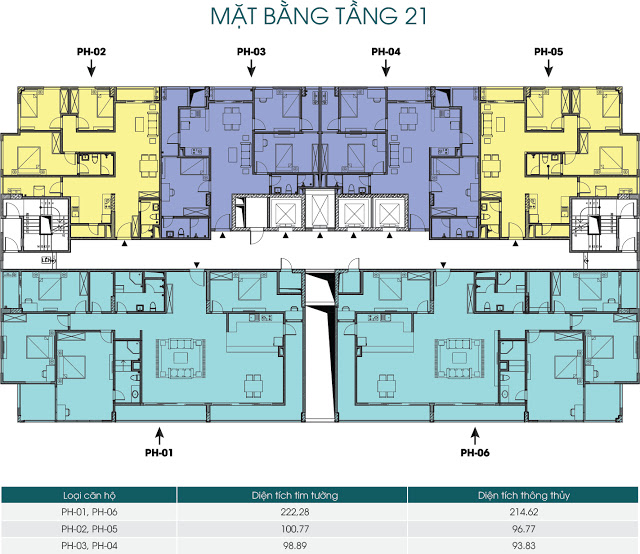 MẶT BẰNG TẦNG 21
PH-02 PH-03 PH-04 PH-05
PH-01 PH-06
Loại căn hộ Diện tích tim tường Diện tích thông thủy
PH-01, PH-06 222,28 214.62
PH-02, PH-05 100.77 96.77
PH-03, PH-04 98.89 93.83